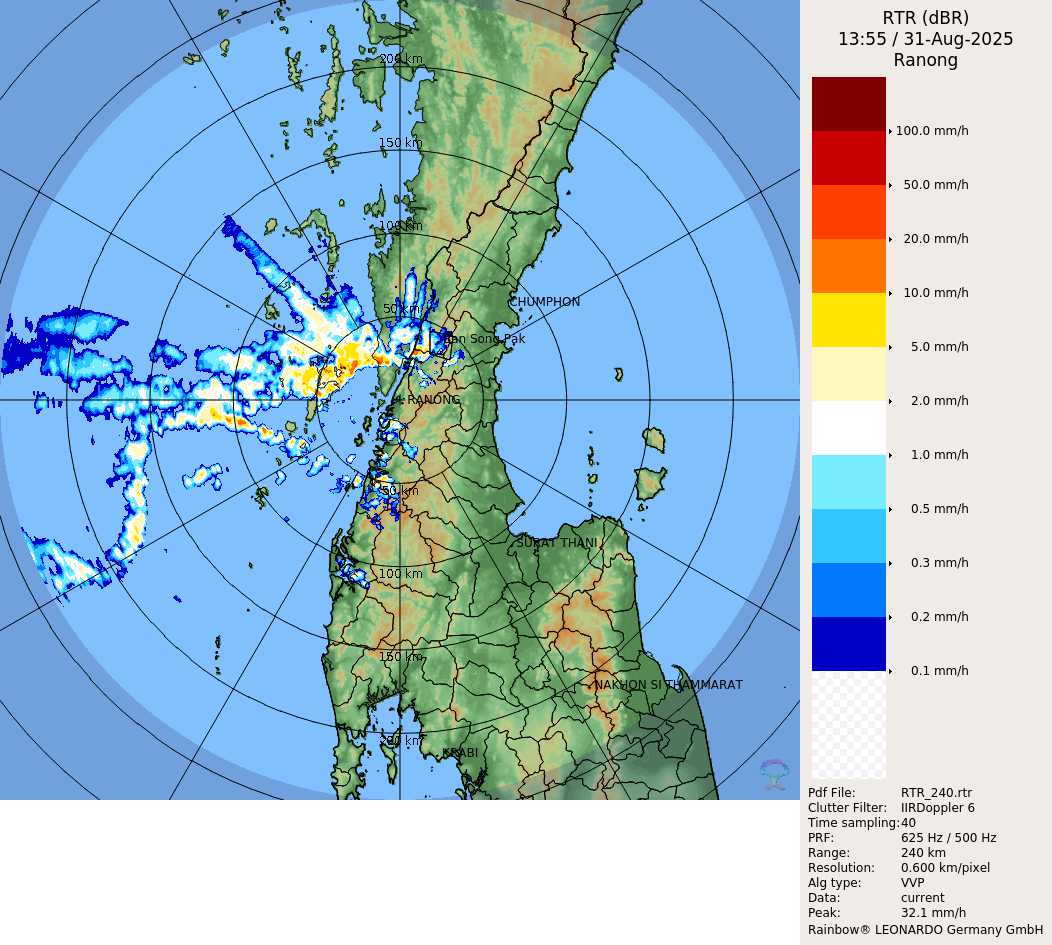 RTR (dBR)
13:55 / 31-Aug-2025
Ranong
100.0 mm/h
50.0 mm/h
20.0 mm/h
10.0 mm/h
5.0 mm/h
2.0 mm/h
1.0 mm/h
0.5 mm/h
0.3 mm/h
0.2 mm/h
0.1 mm/h
Pdf File: RTR_240.rtr
Clutter Filter: IIRDoppler 6
Time sampling: 40
PRF: 625 Hz / 500 Hz
Range: 240 km
Resolution: 0.600 km/pixel
Alg type: VVP
Data: current
Peak: 32.1 mm/h
Rainbow® LEONARDO Germany GmbH
200 km
150 km
100 km
50 km
CHUMPHON
Ban Song Pak
RANONG
50 km
SURAT THANI
100 km
150 km
NAKHON SI THAMMARAT
200 km
KRABI